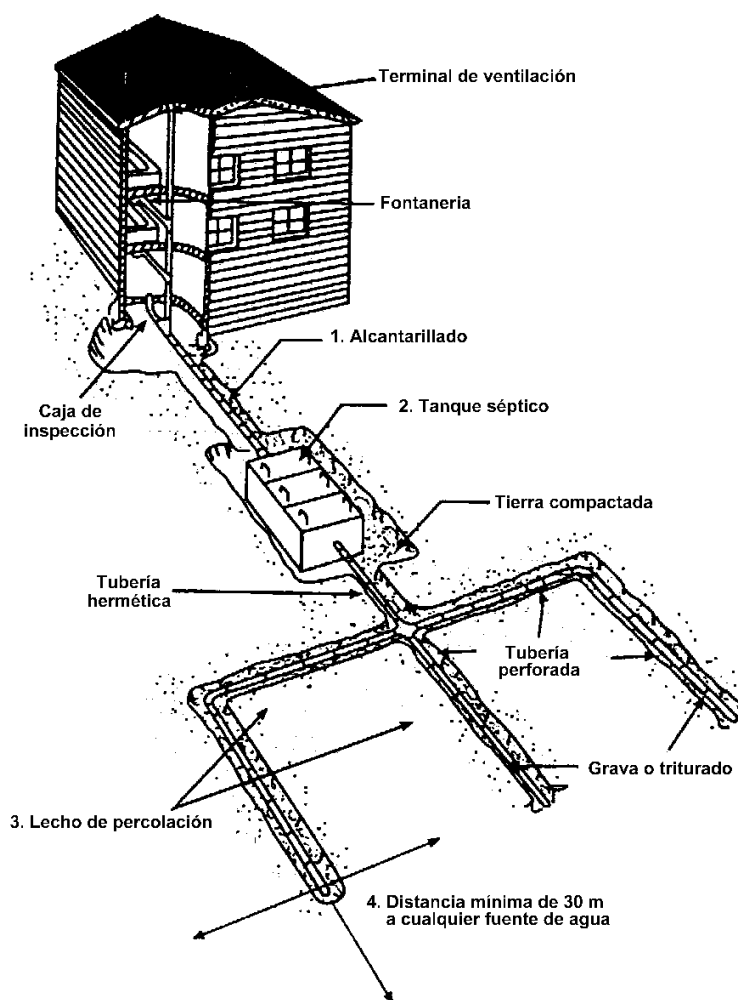 Terminal de ventilación
Fontaneria
1. Alcantarillado
Caja de
inspección
2. Tanque séptico
Tierra compactada
Tubería
hermética
Tubería
perforada
Grava o triturado
3. Lecho de percolación
4. Distancia mínima de 30 m
a cualquier fuente de agua